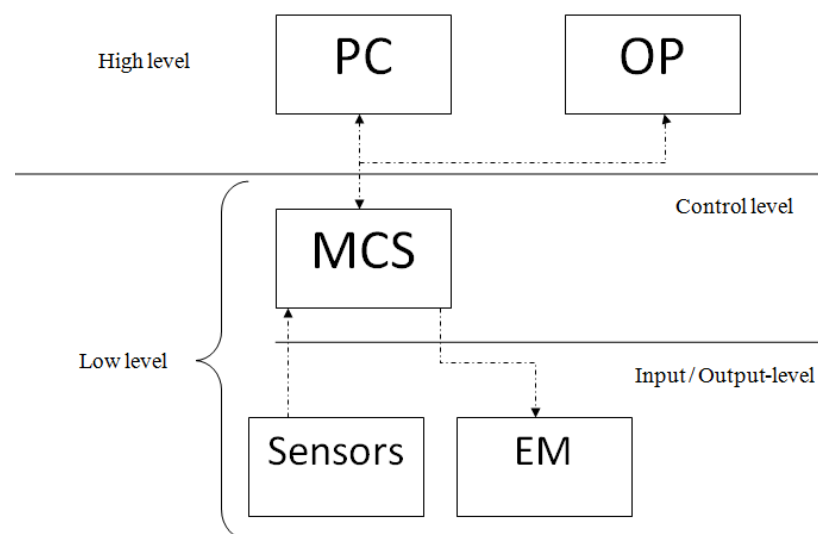 High level
PC
OP
Control level
MCS
Low level
Input / Output-level
Sensors
EM